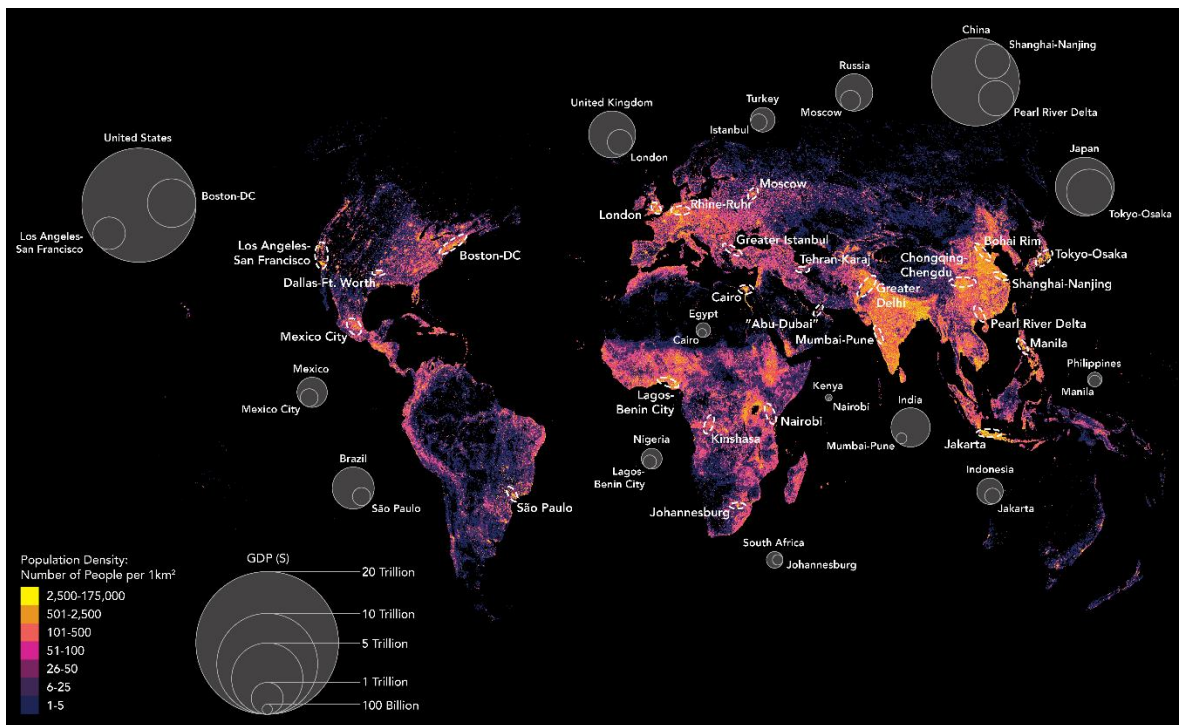 China
Shanghai-Nanjing
Pearl River Delta
Russia
Moscow
Turkey
Istanbul
United Kingdom
London
United States
Boston-DC
Los Angeles-
San Francisco
Japan
Tokyo-Osaka
Moscow
London
Rhine-Ruhr
Los Angeles-
San Francisco
Boston-DC
Dallas-Ft. Worth
Greater Istanbul
Tehran-Karaj
Chongqing-
Chengdu
Bohai Rim
Tokyo-Osaka
Shanghai-Nanjing
Cairo
Greater
Delhi
Egypt
Cairo
"Abu-Dubai"
Mumbai-Pune
Pearl River Delta
Manila
Mexico City
Philippines
Manila
Mexico
Mexico City
Lagos-
Benin City
Kenya
Nairobi
Nairobi
India
Mumbai-Pune
Kinshasa
Jakarta
Nigeria
Lagos-
Benin City
Brazil
São Paulo
São Paulo
Indonesia
Jakarta
Johannesburg
South Africa
Johannesburg
Population Density:
Number of People per 1km²
2,500-175,000
501-2,500
101-500
51-100
26-50
6-25
1-5
GDP (S)
20 Trillion
10 Trillion
5 Trillion
1 Trillion
100 Billion